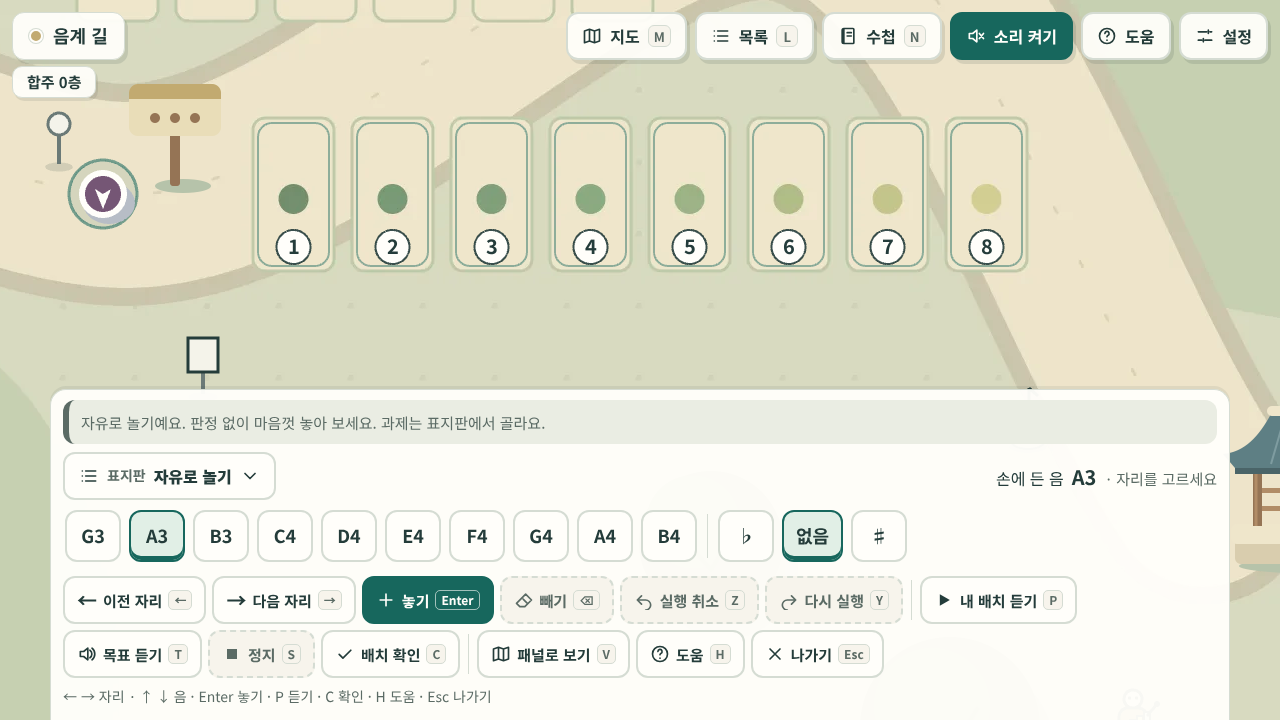 음계 길
지도 M
목록 L
수첩 N
소리 켜기
도움
설정
합주 0층
1 2 3 4 5 6 7 8
자유로 놀기예요. 판정 없이 마음껏 놓아 보세요. 과제는 표지판에서 골라요.
표지판 자유로 놀기
손에 든 음 A3 · 자리를 고르세요
G3 A3 B3 C4 D4 E4 F4 G4 A4 B4 ♭ 없음 ♯
← 이전 자리 ← → 다음 자리 → + 놓기 Enter 빼기 ⌫ 실행 취소 Z 다시 실행 Y 내 배치 듣기 P
목표 듣기 T 정지 S 배치 확인 C 패널로 보기 V 도움 H 나가기 Esc
← → 자리 · ↑ ↓ 음 · Enter 놓기 · P 듣기 · C 확인 · H 도움 · Esc 나가기